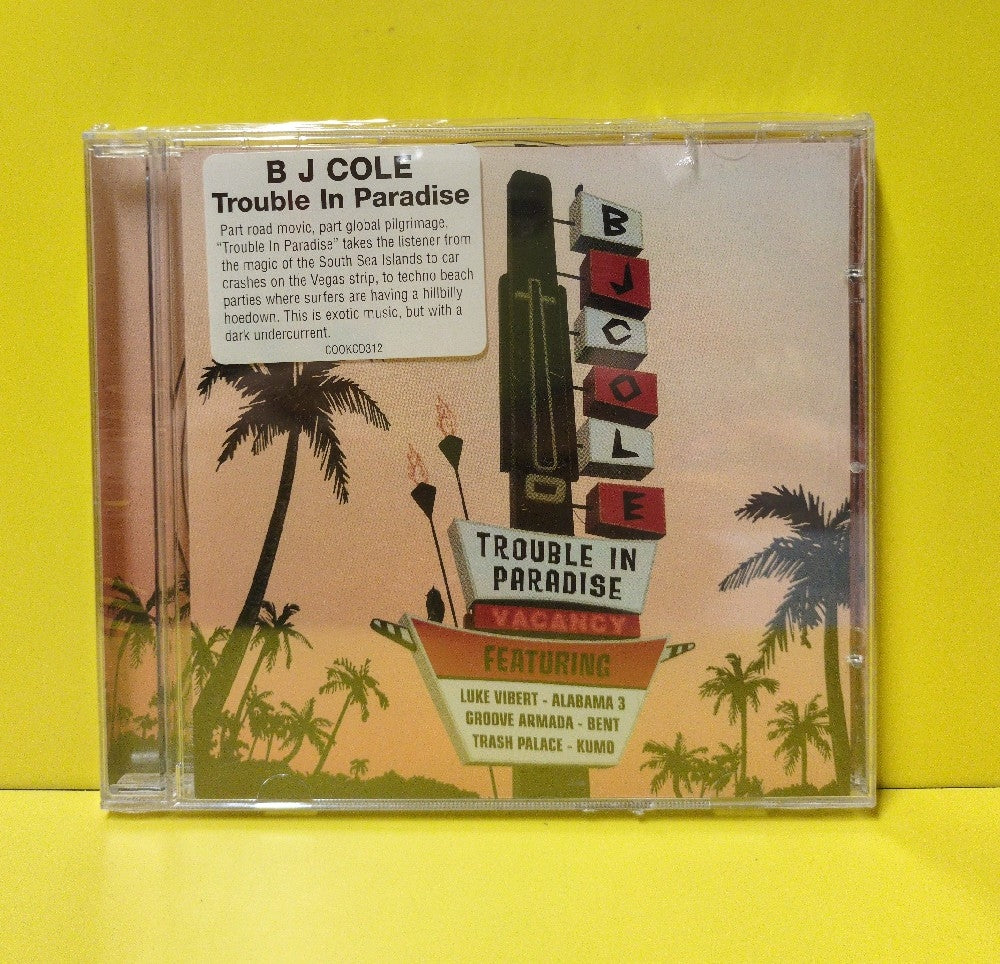 B J COLE
Trouble In Paradise
Part road movie, part global pilgrimage,
"Trouble In Paradise" takes the listener from
the magic of the South Sea Islands to car
crashes on the Vegas strip, to techno beach
parties where surfers are having a hillbilly
hoedown. This is exotic music, but with a
dark undercurrent.
COOKCD312
B
J
C
O
L
E
TROUBLE IN
PARADISE
VACANCY
FEATURING
LUKE VIBERT - ALABAMA 3
GROOVE ARMADA - BENT
TRASH PALACE - KUMO